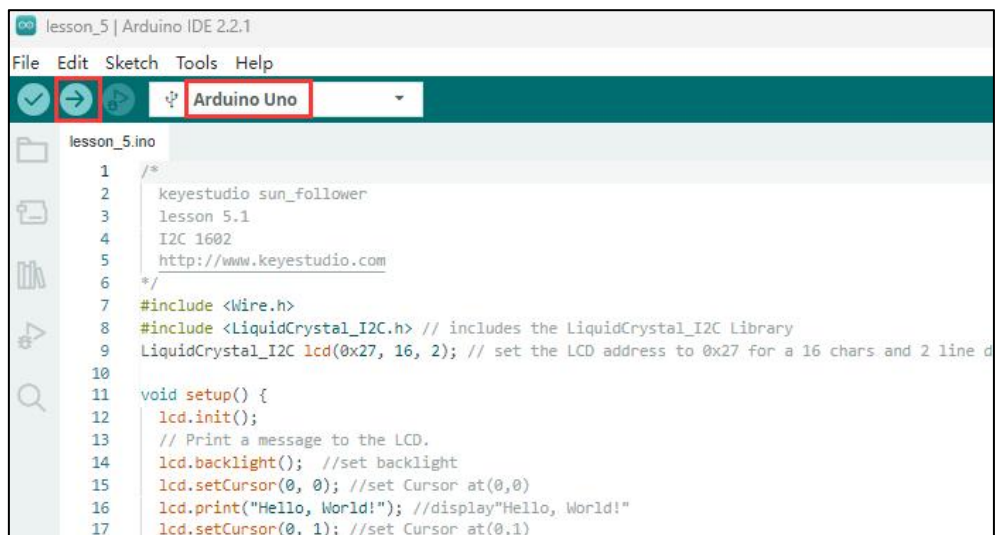 lesson_5 | Arduino IDE 2.2.1
File Edit Sketch Tools Help
Arduino Uno
lesson_5.ino
1 /*
2 keyestudio sun_follower
3 lesson 5.1
4 I2C 1602
5 http://www.keyestudio.com
6 */
7 #include <Wire.h>
8 #include <LiquidCrystal_I2C.h> // includes the LiquidCrystal_I2C Library
9 LiquidCrystal_I2C lcd(0x27, 16, 2); // set the LCD address to 0x27 for a 16 chars and 2 line d
10
11 void setup() {
12 lcd.init();
13 // Print a message to the LCD.
14 lcd.backlight(); //set backlight
15 lcd.setCursor(0, 0); //set Cursor at(0,0)
16 lcd.print("Hello, World!"); //display"Hello, World!"
17 lcd.setCursor(0, 1); //set Cursor at(0,1)